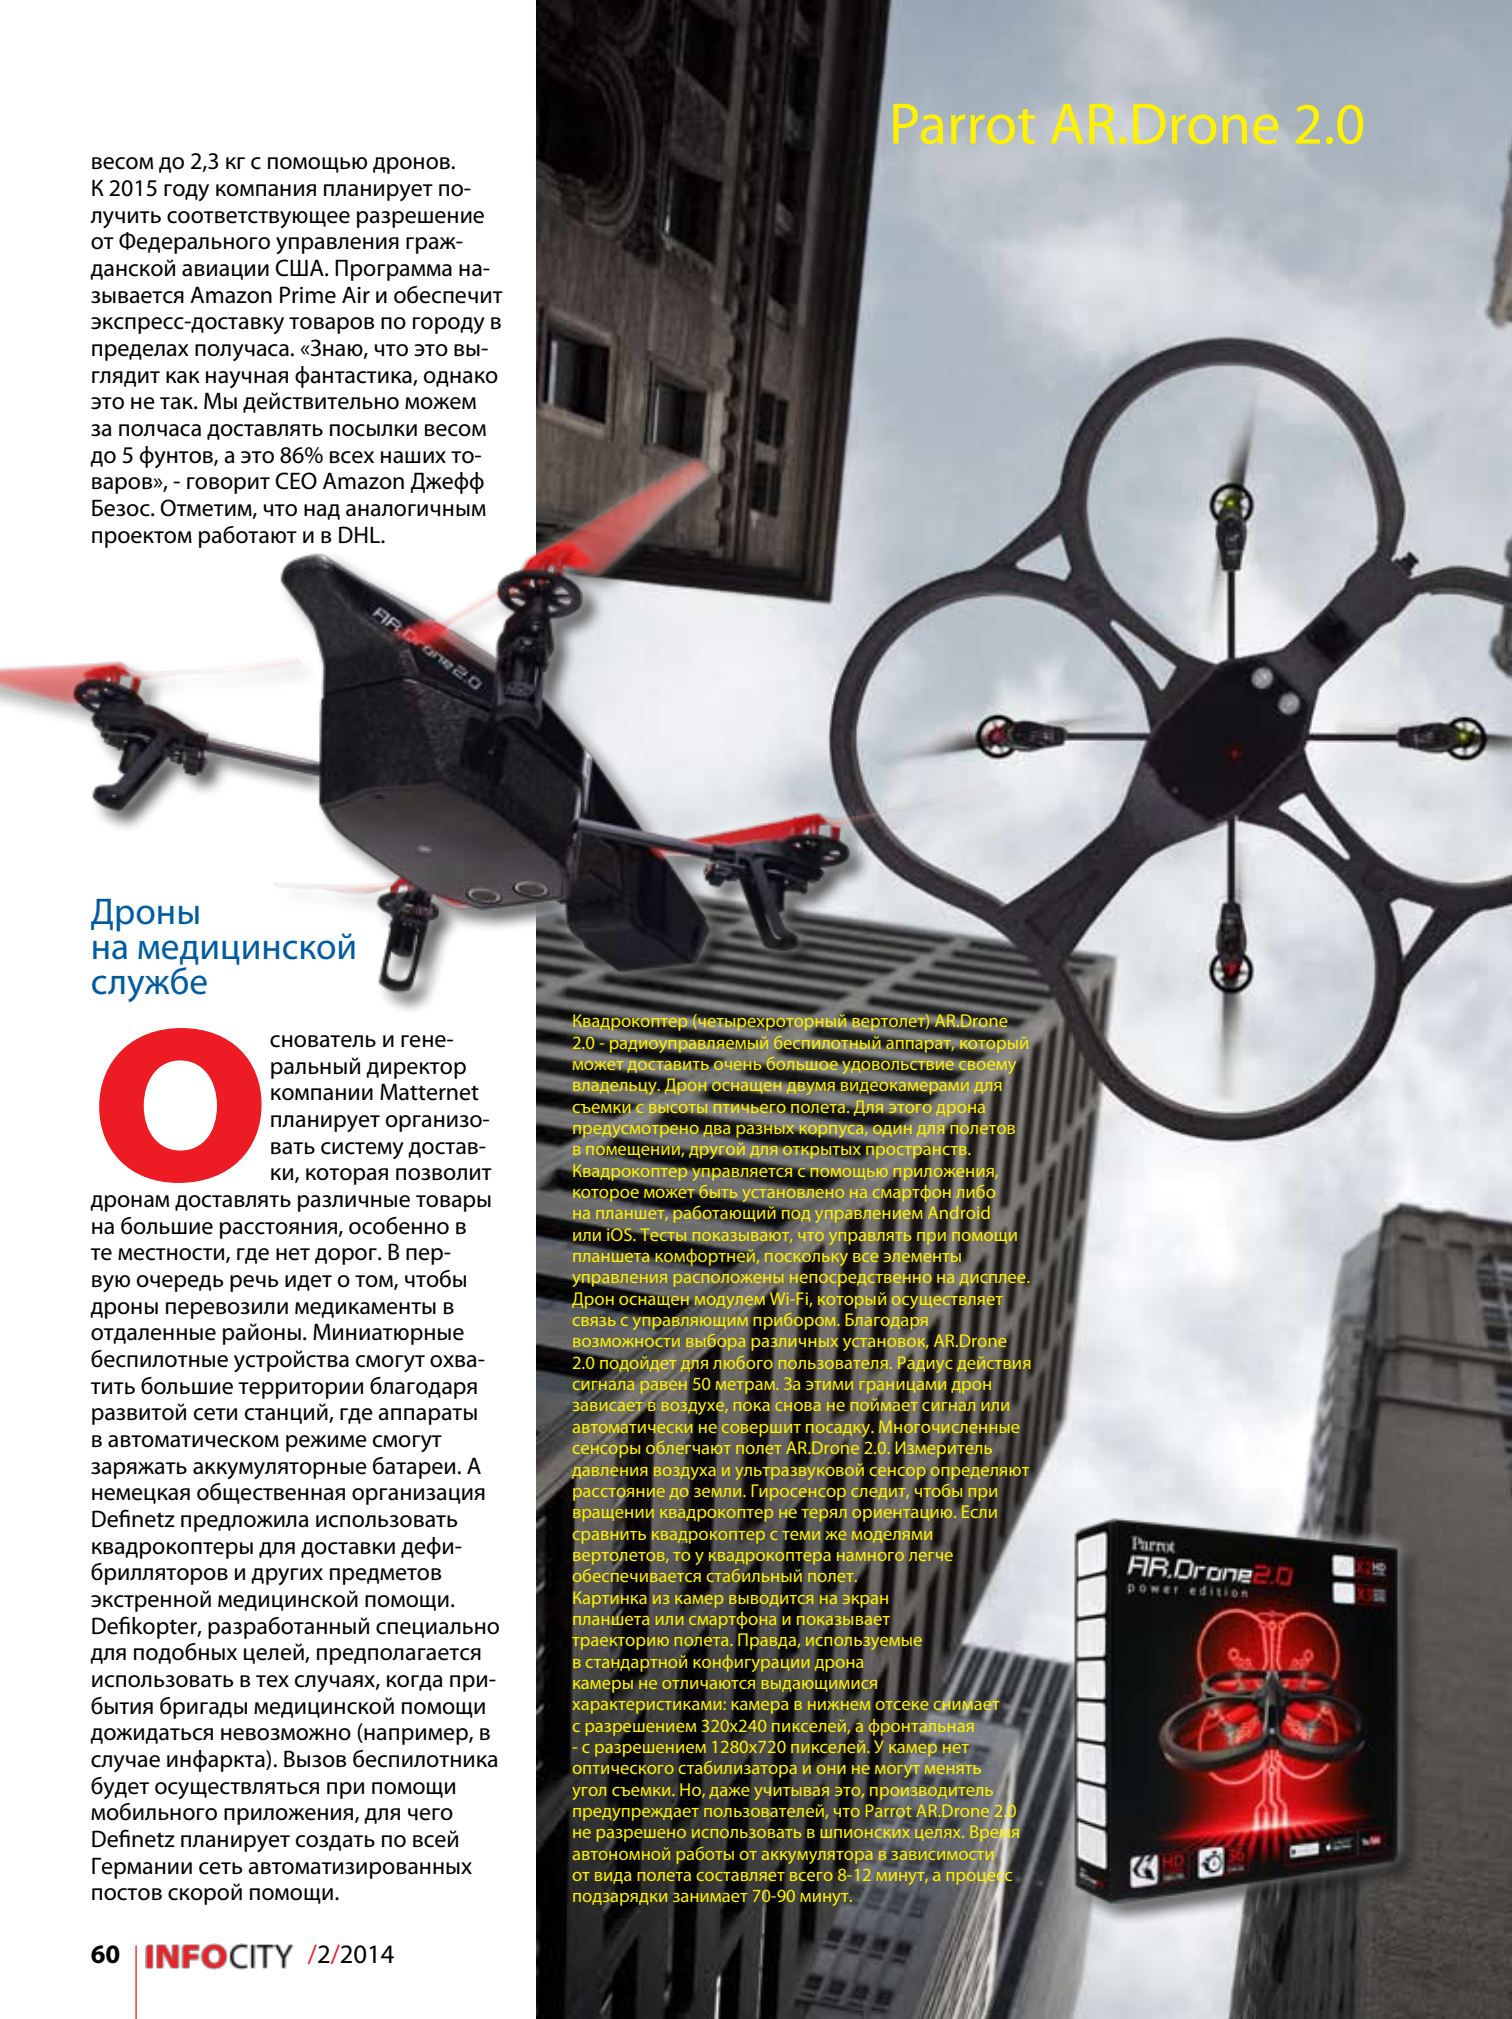 Parrot AR.Drone 2.0
весом до 2,3 кг с помощью дронов.
К 2015 году компания планирует по-
лучить соответствующее разрешение
от Федерального управления граж-
данской авиации США. Программа на-
зывается Amazon Prime Air и обеспечит
экспресс-доставку товаров по городу в
пределах получаса. «Знаю, что это вы-
глядит как научная фантастика, однако
это не так. Мы действительно можем
за полчаса доставлять посылки весом
до 5 фунтов, а это 86% всех наших то-
варов», - говорит CEO Amazon Джефф
Безос. Отметим, что над аналогичным
проектом работают и в DHL.
AR.Drone 2.0
Дроны
на медицинской
службе
Основатель и гене-
ральный директор
компании Matternet
планирует организо-
вать систему достав-
ки, которая позволит
дронам доставлять различные товары
на большие расстояния, особенно в
те местности, где нет дорог. В пер-
вую очередь речь идет о том, чтобы
дроны перевозили медикаменты в
отдаленные районы. Миниатюрные
беспилотные устройства смогут охва-
тить большие территории благодаря
развитой сети станций, где аппараты
в автоматическом режиме смогут
заряжать аккумуляторные батареи. А
немецкая общественная организация
Definetz предложила использовать
квадрокоптеры для доставки дефи-
брилляторов и других предметов
экстренной медицинской помощи.
Defikopter, разработанный специально
для подобных целей, предполагается
использовать в тех случаях, когда при-
бытия бригады медицинской помощи
дожидаться невозможно (например, в
случае инфаркта). Вызов беспилотника
будет осуществляться при помощи
мобильного приложения, для чего
Definetz планирует создать по всей
Германии сеть автоматизированных
постов скорой помощи.
Квадрокоптер (четырехроторный вертолет) AR.Drone
2.0 - радиоуправляемый беспилотный аппарат, который
может доставить очень большое удовольствие своему
владельцу. Дрон оснащен двумя видеокамерами для
съемки с высоты птичьего полета. Для этого дрона
предусмотрено два разных корпуса, один для полетов
в помещении, другой для открытых пространств.
Квадрокоптер управляется с помощью приложения,
которое может быть установлено на смартфон либо
на планшет, работающий под управлением Android
или iOS. Тесты показывают, что управлять при помощи
планшета комфортней, поскольку все элементы
управления расположены непосредственно на дисплее.
Дрон оснащен модулем Wi-Fi, который осуществляет
связь с управляющим прибором. Благодаря
возможности выбора различных установок, AR.Drone
2.0 подойдет для любого пользователя. Радиус действия
сигнала равен 50 метрам. За этими границами дрон
зависает в воздухе, пока снова не поймает сигнал или
автоматически не совершит посадку. Многочисленные
сенсоры облегчают полет AR.Drone 2.0. Измеритель
давления воздуха и ультразвуковой сенсор определяют
расстояние до земли. Гиросенсор следит, чтобы при
вращении квадрокоптер не терял ориентацию. Если
сравнить квадрокоптер с теми же моделями
вертолетов, то у квадрокоптера намного легче
обеспечивается стабильный полет.
Картинка из камер выводится на экран
планшета или смартфона и показывает
траекторию полета. Правда, используемые
в стандартной конфигурации дрона
камеры не отличаются выдающимися
характеристиками: камера в нижнем отсеке снимает
с разрешением 320x240 пикселей, а фронтальная
- с разрешением 1280x720 пикселей. У камер нет
оптического стабилизатора и они не могут менять
угол съемки. Но, даже учитывая это, производитель
предупреждает пользователей, что Parrot AR.Drone 2.0
не разрешено использовать в шпионских целях. Время
автономной работы от аккумулятора в зависимости
от вида полета составляет всего 8-12 минут, а процесс
подзарядки занимает 70-90 минут.
Parrot
AR.Drone2.0
power edition
X2 HD
X3
HD
36
60 INFOCITY /2/2014